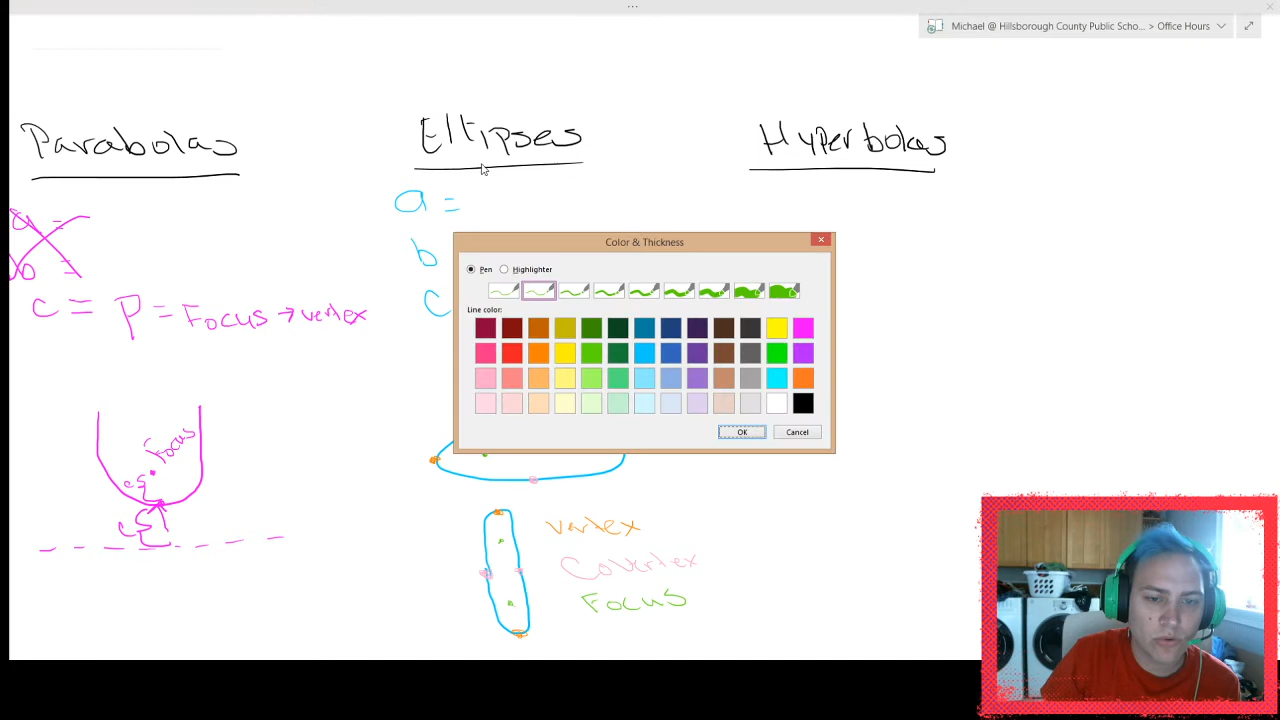 Michael @ Hillsborough County Public Scho... > Office Hours
Parabolas
Ellipses
Hyperbolas
a =
b =
c = p = Focus → vertex
a =
b
c
Color & Thickness
Pen
Highlighter
Line color:
OK
Cancel
Focus
c
c
vertex
Covertex
Focus